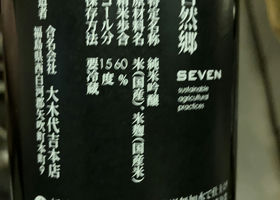 自然郷
SEVEN
sustainable
agricultural
practices
特定名称 純米吟醸
原材料名 米(国産) 米麹(国産米)
精米歩合 60%
アルコール分 15度
保存方法 要冷蔵
合名会社 大木代吉本店
福島県西白河郡矢吹町本町9